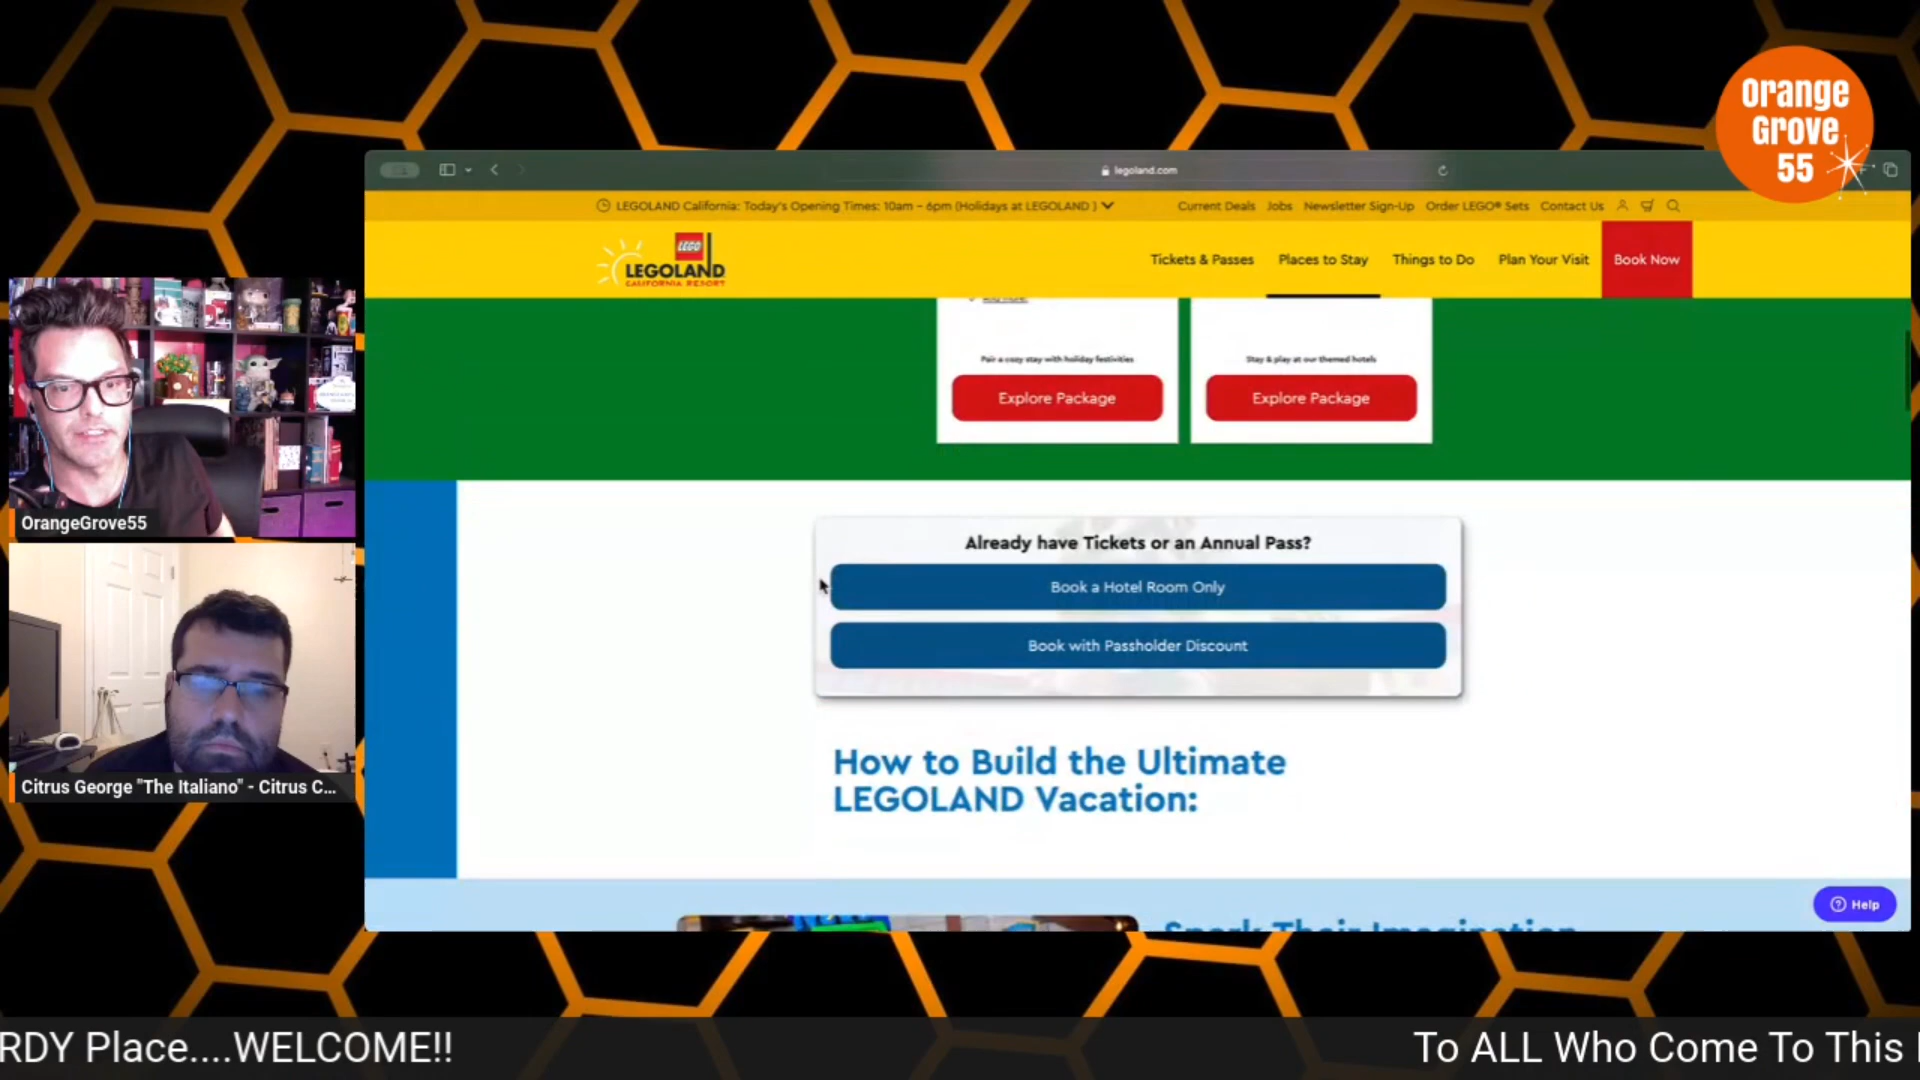 Orange
Grove
55
legoland.com
LEGOLAND California: Today's Opening Times: 10am - 6pm (Holidays at LEGOLAND )
Current Deals
Jobs
Newsletter Sign-Up
Order LEGO® Sets
Contact Us
LEGO
LEGOLAND
CALIFORNIA RESORT
Tickets & Passes
Places to Stay
Things to Do
Plan Your Visit
Book Now
Pair a cozy stay with holiday festivities
Stay & play at our themed hotels
Explore Package
Explore Package
Already have Tickets or an Annual Pass?
Book a Hotel Room Only
Book with Passholder Discount
How to Build the Ultimate
LEGOLAND Vacation:
Spark Their Imagination
Help
OrangeGrove55
Citrus George "The Italiano" - Citrus C...
RDY Place....WELCOME!!
To ALL Who Come To This